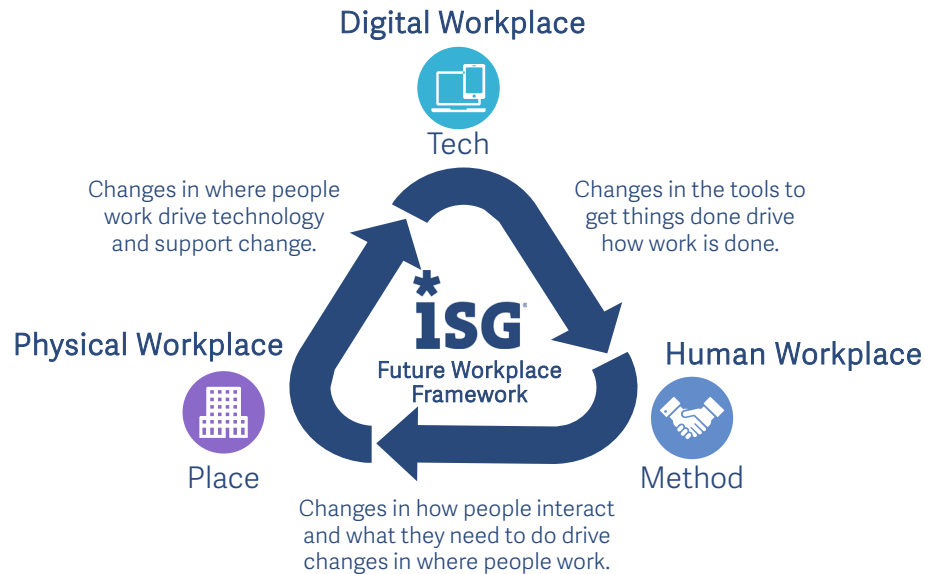 Digital Workplace
Tech
Changes in where people
work drive technology
and support change.
Changes in the tools to
get things done drive
how work is done.
*
ISG®
Future Workplace
Framework
Physical Workplace
Place
Human Workplace
Method
Changes in how people interact
and what they need to do drive
changes in where people work.